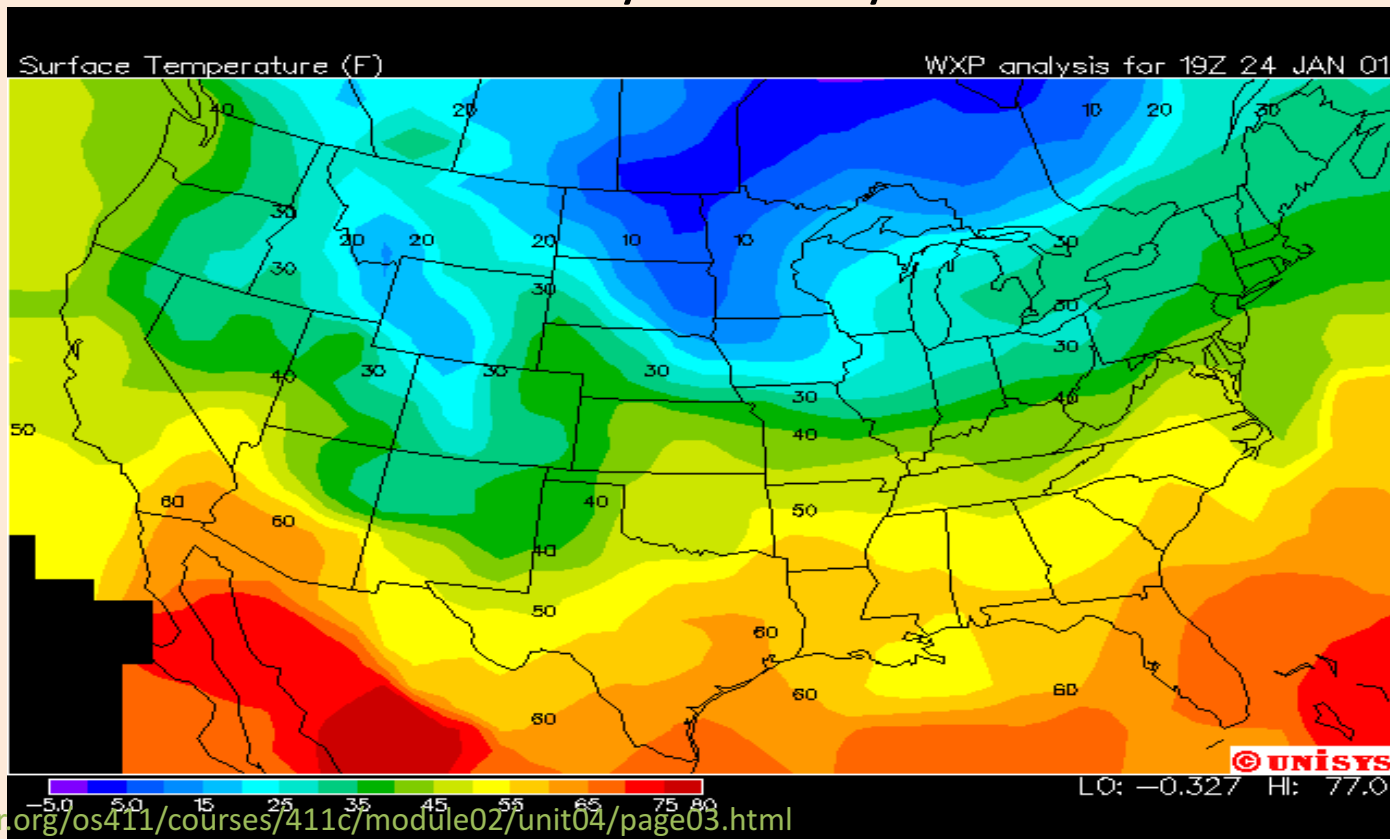 Surface Temperature (F) WXP analysis for 19Z 24 JAN 01
40 20 10 20 30
30
20 20 20 10 10 30
30
30
30
30
30 30 30
40
30 40
50 40
60 40
50
60
40
50
60
60 60
60
© UNISYS
LO: –0.327 HI: 77.0
–5.0 5.0 15 25 35 45 55 65 75 80
r.org/os411/courses/411c/module02/unit04/page03.html